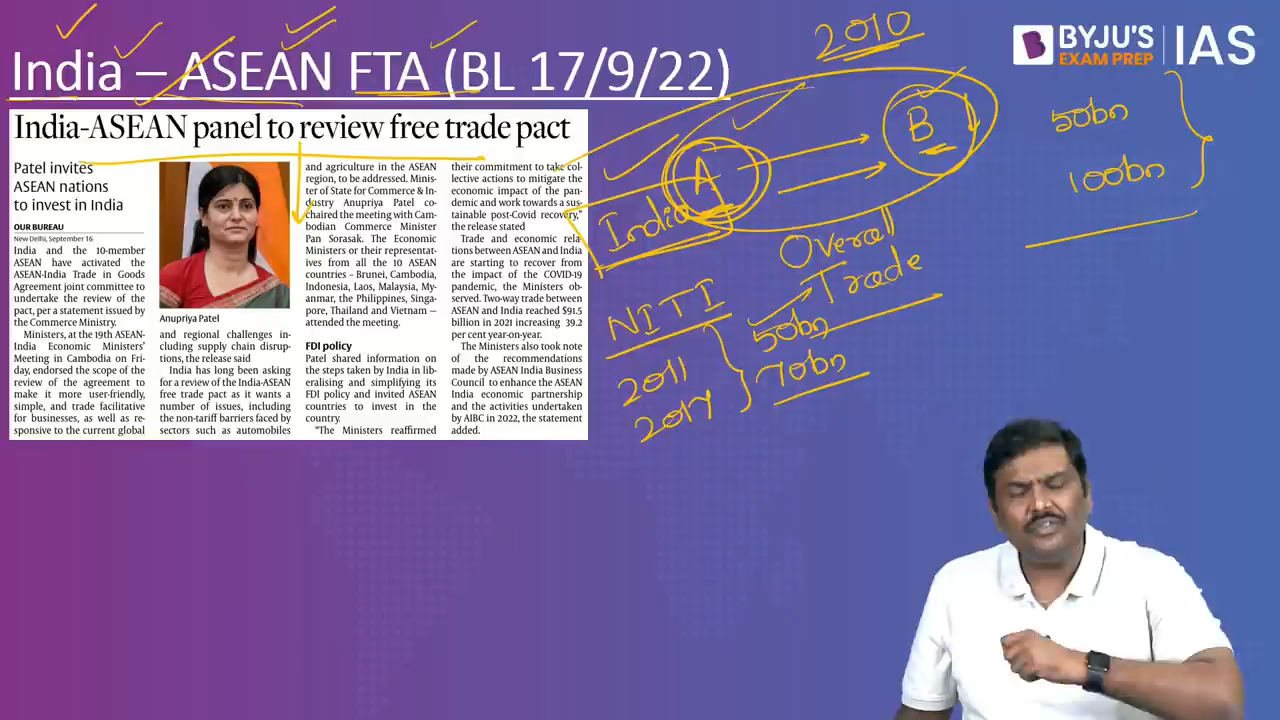 India – ASEAN FTA (BL 17/9/22)
BYJU'S
EXAM PREP
IAS
India-ASEAN panel to review free trade pact
Patel invites
ASEAN nations
to invest in India
OUR BUREAU
New Delhi, September 16
India and the 10-member
ASEAN have activated the
ASEAN-India Trade in Goods
Agreement joint committee to
undertake the review of the
pact, per a statement issued by
the Commerce Ministry.
Ministers, at the 19th ASEAN-
India Economic Ministers'
Meeting in Cambodia on Fri-
day, endorsed the scope of the
review of the agreement to
make it more user-friendly,
simple, and trade facilitative
for businesses, as well as re-
sponsive to the current global
Anupriya Patel
and regional challenges in-
cluding supply chain disrup-
tions, the release said
India has long been asking
for a review of the India-ASEAN
free trade pact as it wants a
number of issues, including
the non-tariff barriers faced by
sectors such as automobiles
and agriculture in the ASEAN
region, to be addressed. Minis-
ter of State for Commerce & In-
dustry Anupriya Patel co-
chaired the meeting with Cam-
bodian Commerce Minister
Pan Sorasak. The Economic
Ministers or their representat-
ives from all the 10 ASEAN
countries – Brunei, Cambodia,
Indonesia, Laos, Malaysia, My-
anmar, the Philippines, Singa-
pore, Thailand and Vietnam —
attended the meeting.
FDI policy
Patel shared information on
the steps taken by India in lib-
eralising and simplifying its
FDI policy and invited ASEAN
countries to invest in the
country.
"The Ministers reaffirmed
their commitment to take col-
lective actions to mitigate the
economic impact of the pan-
demic and work towards a sus-
tainable post-Covid recovery,"
the release stated
Trade and economic rela-
tions between ASEAN and India
are starting to recover from
the impact of the COVID-19
pandemic, the Ministers ob-
served. Two-way trade between
ASEAN and India reached $91.5
billion in 2021 increasing 39.2
per cent year-on-year.
The Ministers also took note
of the recommendations
made by ASEAN India Business
Council to enhance the ASEAN
India economic partnership
and the activities undertaken
by AIBC in 2022, the statement
added.
2010
A
B
India
50bn
100bn
Overall
Trade
NITI
2011
50bn
2017
70bn